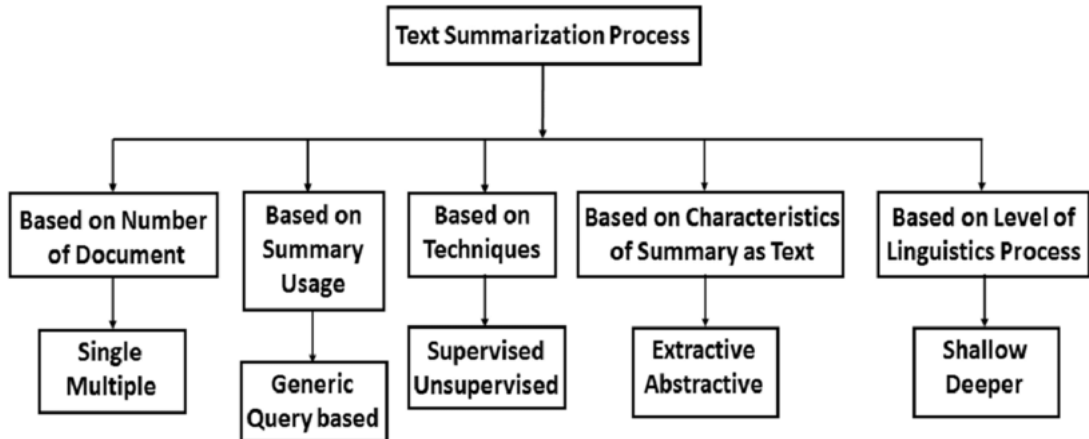 Text Summarization Process
Based on Number
of Document
Based on
Summary
Usage
Based on
Techniques
Based on Characteristics
of Summary as Text
Based on Level of
Linguistics Process
Single
Multiple
Generic
Query based
Supervised
Unsupervised
Extractive
Abstractive
Shallow
Deeper